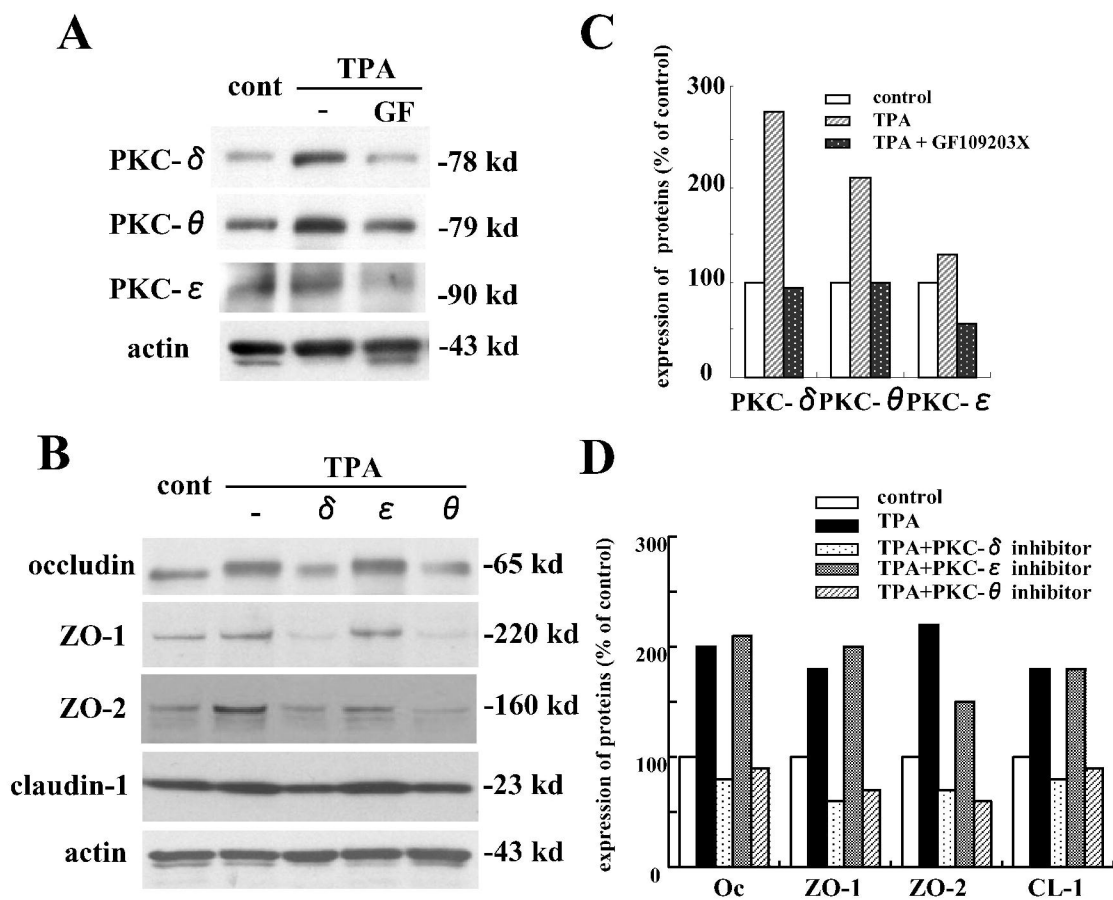 A
cont
TPA
-
GF
PKC-δ
-78 kd
PKC-θ
-79 kd
PKC-ε
-90 kd
actin
-43 kd
C
expression of proteins (% of control)
300
200
100
0
control
TPA
TPA + GF109203X
PKC-δ PKC-θ PKC-ε
B
cont
TPA
- δ ε θ
occludin
-65 kd
ZO-1
-220 kd
ZO-2
-160 kd
claudin-1
-23 kd
actin
-43 kd
D
expression of proteins (% of control)
300
200
100
0
control
TPA
TPA+PKC-δ inhibitor
TPA+PKC-ε inhibitor
TPA+PKC-θ inhibitor
Oc ZO-1 ZO-2 CL-1